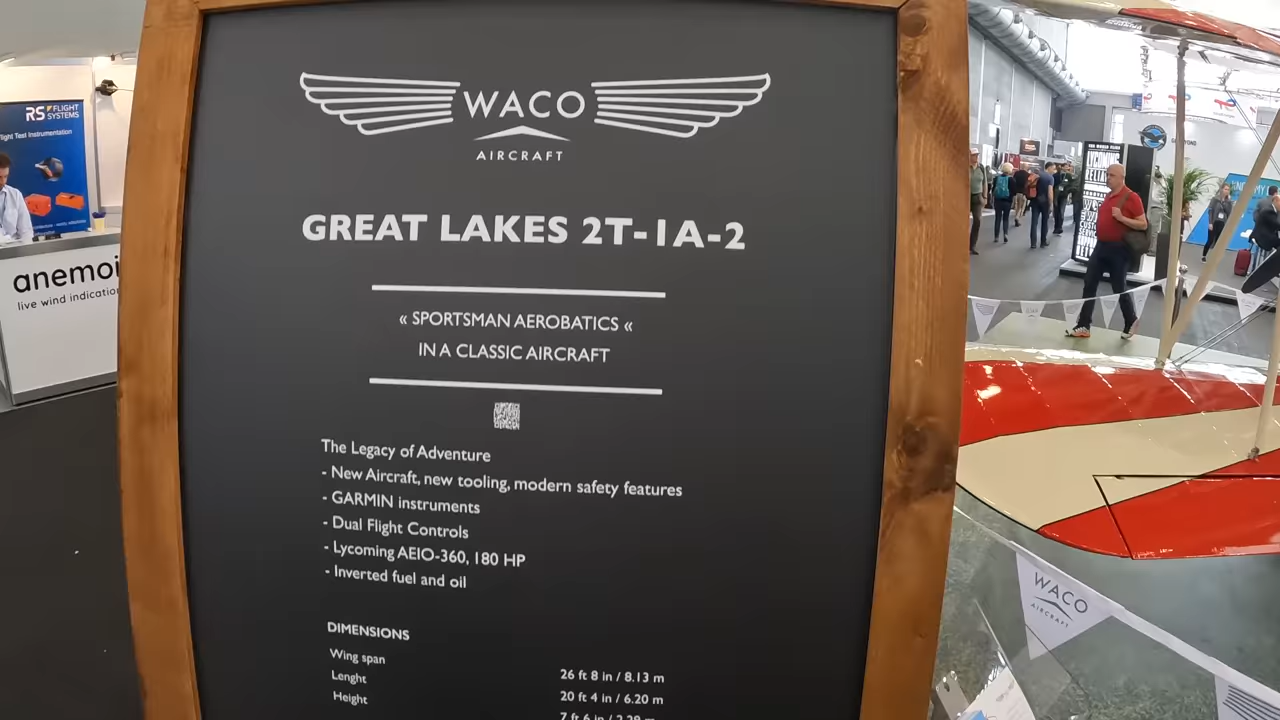 WACO
AIRCRAFT
GREAT LAKES 2T-1A-2
« SPORTSMAN AEROBATICS «
IN A CLASSIC AIRCRAFT
The Legacy of Adventure
- New Aircraft, new tooling, modern safety features
- GARMIN instruments
- Dual Flight Controls
- Lycoming AEIO-360, 180 HP
- Inverted fuel and oil
DIMENSIONS
Wing span 26 ft 8 in / 8.13 m
Lenght 20 ft 4 in / 6.20 m
Height
RS FLIGHT
SYSTEMS
light Test Instrumentation
anemoi
live wind indication
LYCOMING
WACO
AIRCRAFT